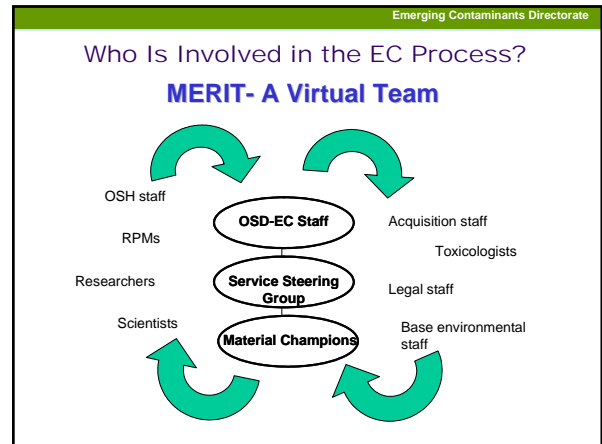 Emerging Contaminants Directorate
Who Is Involved in the EC Process?
MERIT- A Virtual Team
OSH staff
RPMs
Researchers
Scientists
OSD-EC Staff
Service Steering
Group
Material Champions
Acquisition staff
Toxicologists
Legal staff
Base environmental
staff